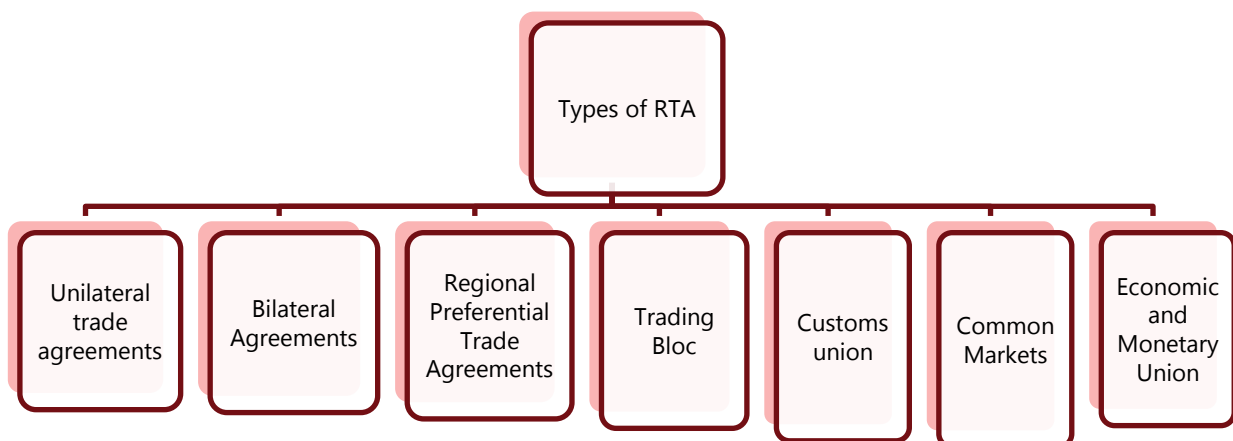 Types of RTA
Unilateral
trade
agreements
Bilateral
Agreements
Regional
Preferential
Trade
Agreements
Trading
Bloc
Customs
union
Common
Markets
Economic
and
Monetary
Union